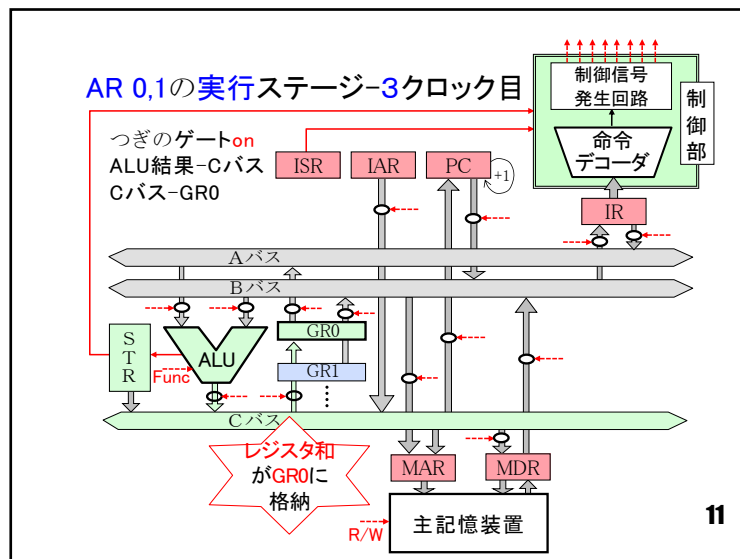 AR 0,1の実行ステージ-3クロック目
つぎのゲートon
ALU結果-Cバス
Cバス-GR0
制御信号
発生回路
命令
デコーダ
制御部
ISR
IAR
PC
+1
IR
Aバス
Bバス
STR
ALU
Func
GR0
GR1
⋮
Cバス
レジスタ和
がGR0に
格納
MAR
MDR
R/W
主記憶装置
11